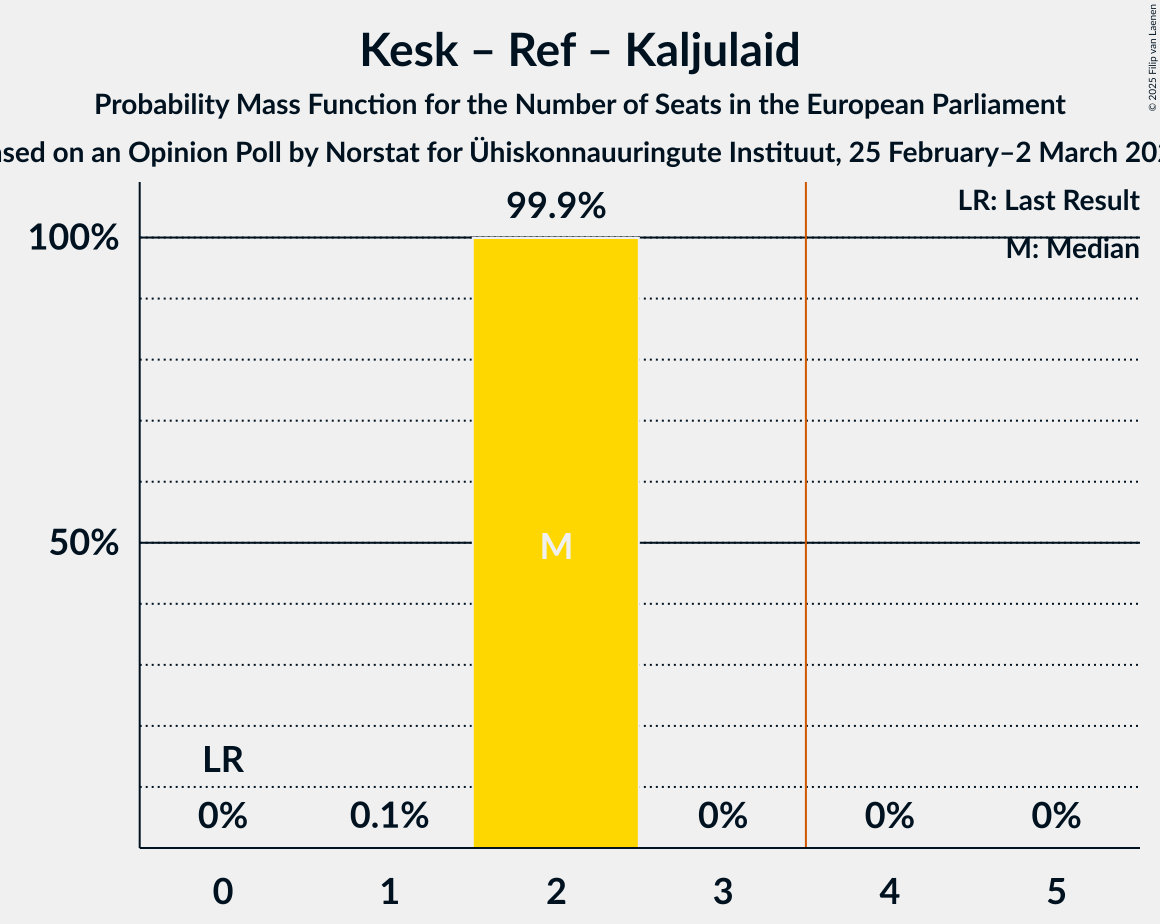 Kesk – Ref – Kaljulaid
Probability Mass Function for the Number of Seats in the European Parliament
on an Opinion Poll by Norstat for Ühiskonnauuringute Instituut, 25 February–2 March
© 2025 Filip van Laenen
LR: Last Result
M: Median
99.9%
100%
50%
M
LR
0% 0.1% 0% 0% 0%
0 1 2 3 4 5